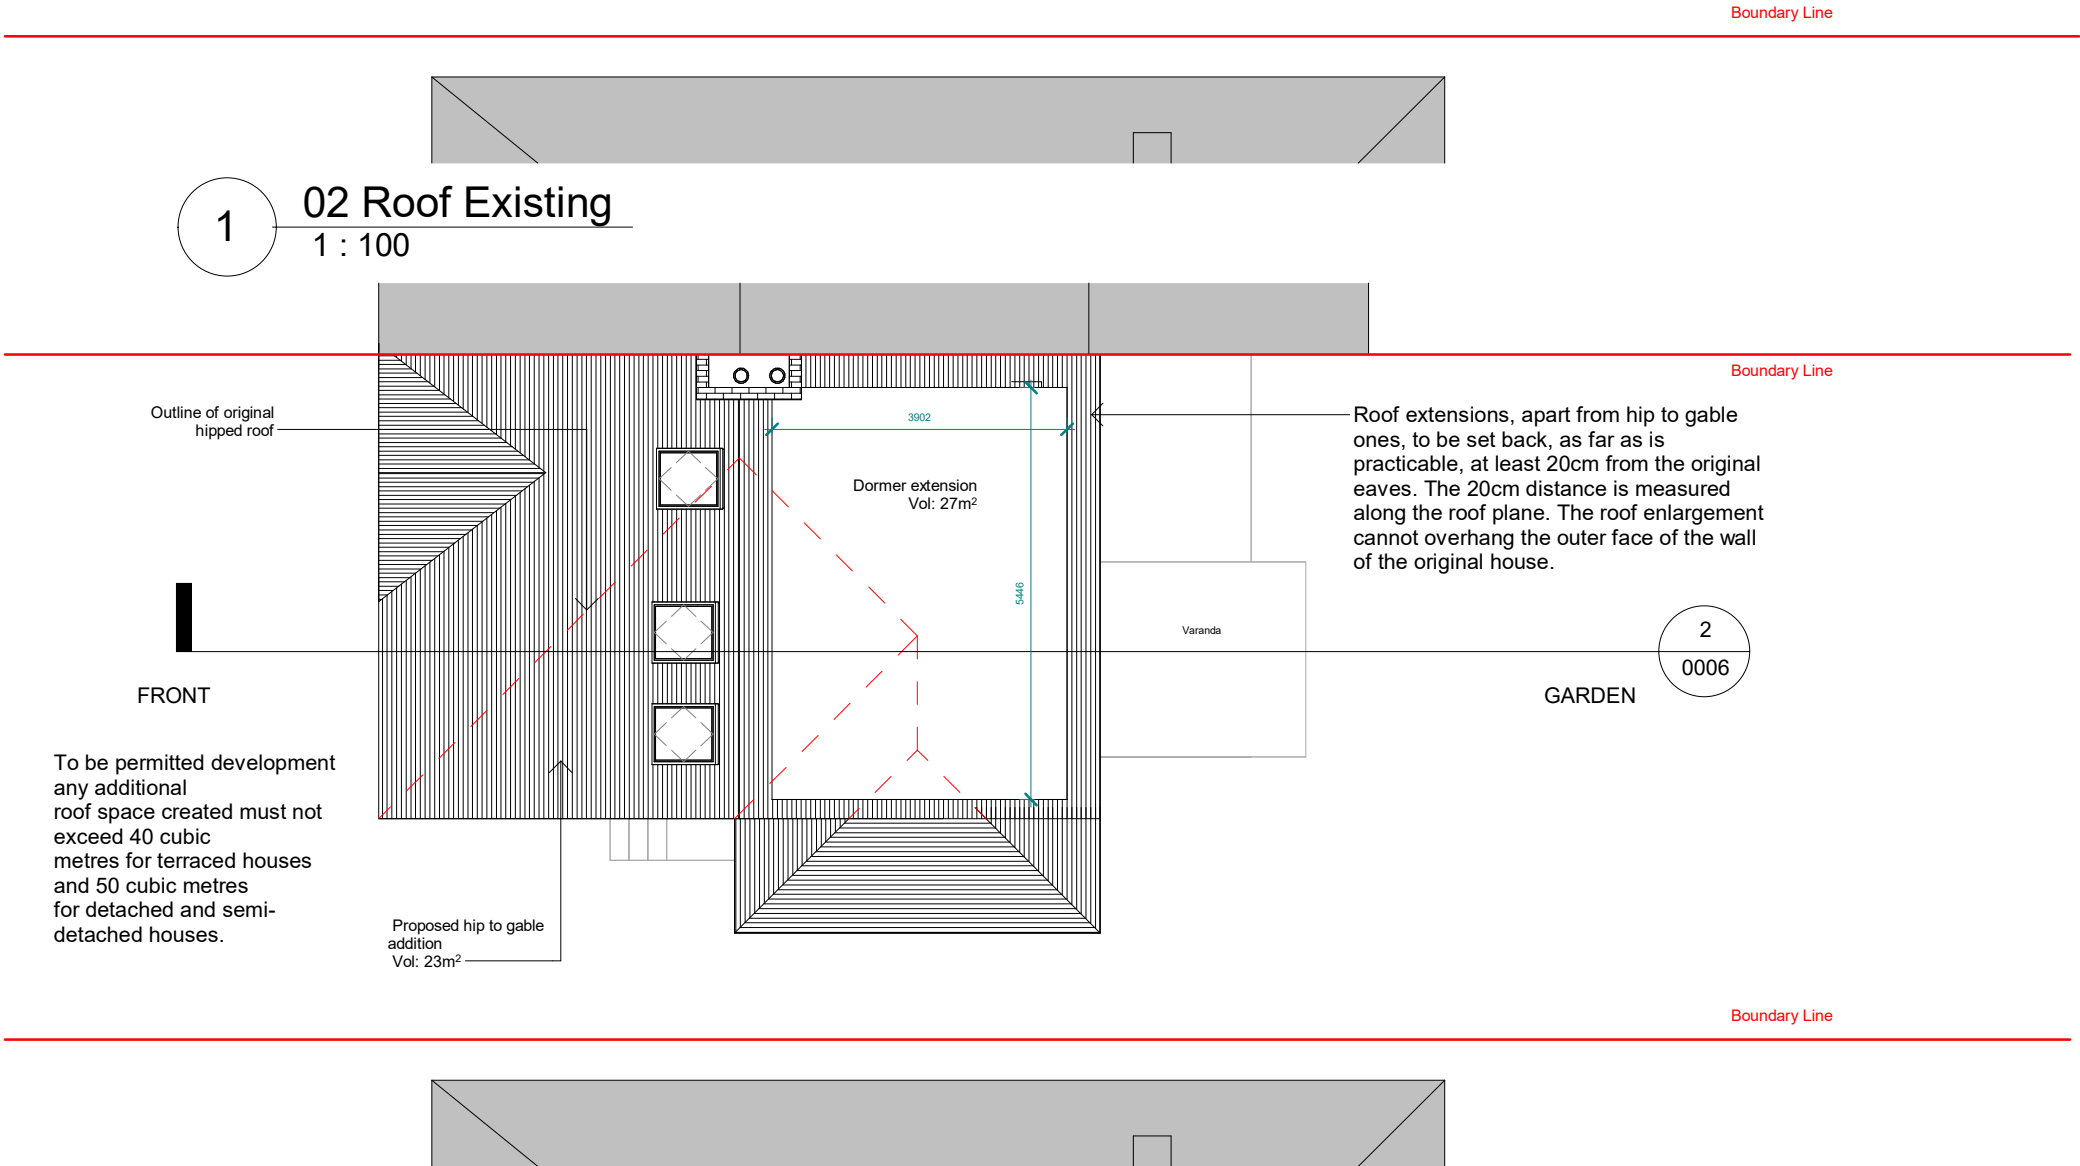 Boundary Line
1
02 Roof Existing
1 : 100
Boundary Line
Outline of original
hipped roof
3902
Dormer extension
Vol: 27m²
5446
Roof extensions, apart from hip to gable
ones, to be set back, as far as is
practicable, at least 20cm from the original
eaves. The 20cm distance is measured
along the roof plane. The roof enlargement
cannot overhang the outer face of the wall
of the original house.
Varanda
2
0006
FRONT
GARDEN
To be permitted development
any additional
roof space created must not
exceed 40 cubic
metres for terraced houses
and 50 cubic metres
for detached and semi-
detached houses.
Proposed hip to gable
addition
Vol: 23m²
Boundary Line